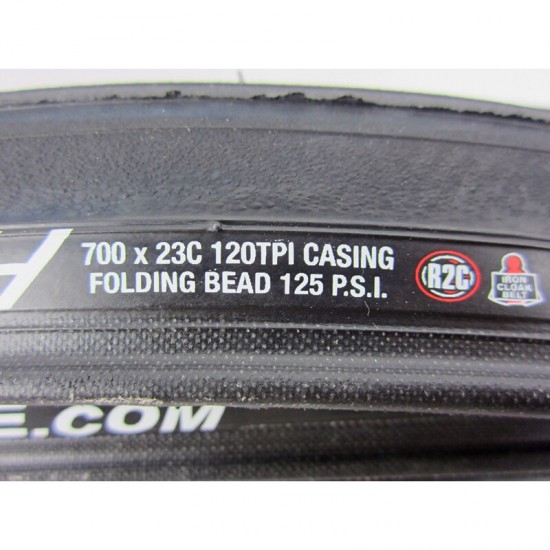 700 x 23C 120TPI CASING
FOLDING BEAD 125 P.S.I.
R2C
IRON
CLOAK
BELT
E.COM